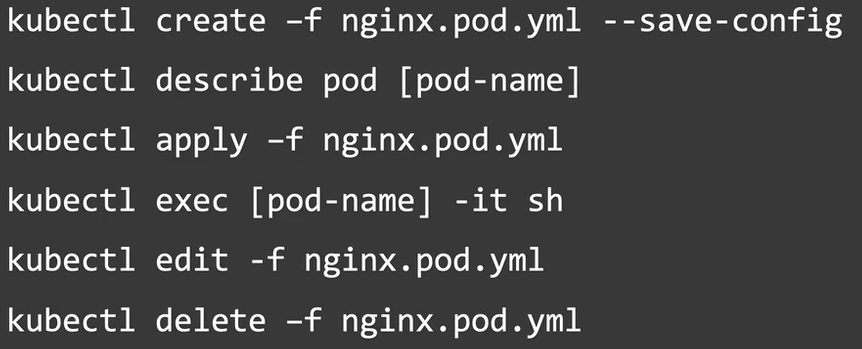 kubectl create –f nginx.pod.yml --save-config
kubectl describe pod [pod-name]
kubectl apply –f nginx.pod.yml
kubectl exec [pod-name] -it sh
kubectl edit -f nginx.pod.yml
kubectl delete –f nginx.pod.yml